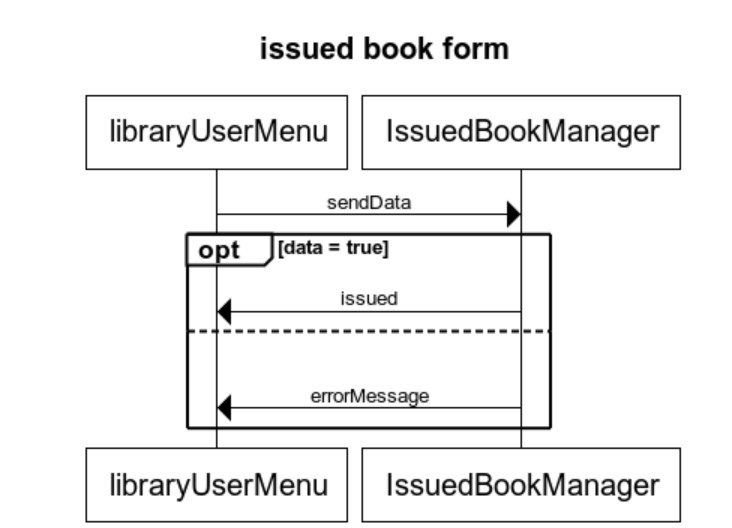 issued book form
libraryUserMenu
IssuedBookManager
sendData
opt
[data = true]
issued
errorMessage
libraryUserMenu
IssuedBookManager